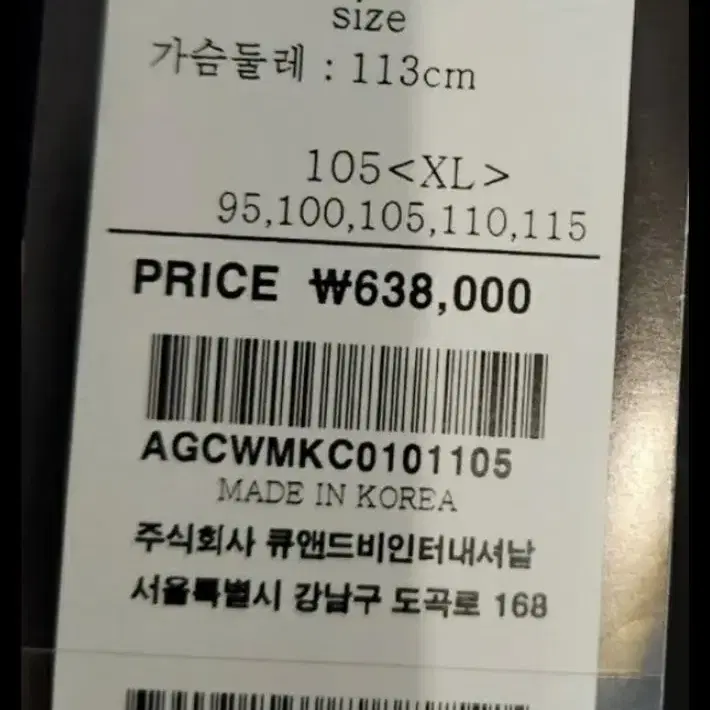 size
가슴둘레 : 113cm
105<XL>
95,100,105,110,115
PRICE ₩638,000
AGCWMKC0101105
MADE IN KOREA
주식회사 큐앤드비인터내셔날
서울특별시 강남구 도곡로 168